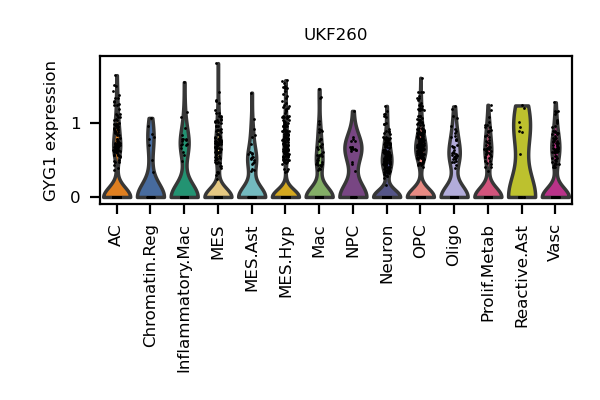 UKF260
GYG1 expression
1
0
AC
Chromatin.Reg
Inflammatory.Mac
MES
MES.Ast
MES.Hyp
Mac
NPC
Neuron
OPC
Oligo
Prolif.Metab
Reactive.Ast
Vasc